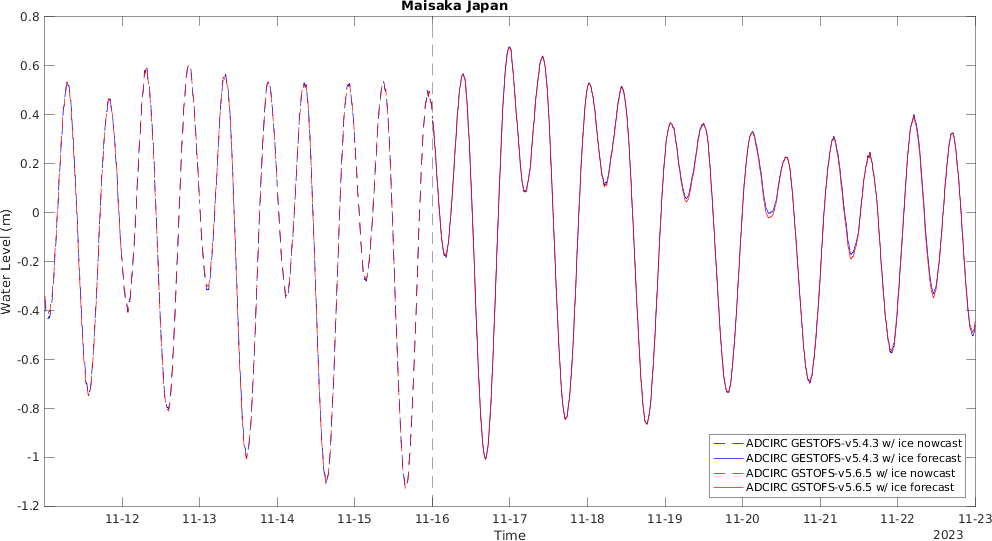 Maisaka Japan
0.8
0.6
0.4
0.2
0
-0.2
-0.4
-0.6
-0.8
-1
-1.2
Water Level (m)
ADCIRC GESTOFS-v5.4.3 w/ ice nowcast
ADCIRC GESTOFS-v5.4.3 w/ ice forecast
ADCIRC GSTOFS-v5.6.5 w/ ice nowcast
ADCIRC GSTOFS-v5.6.5 w/ ice forecast
11-12 11-13 11-14 11-15 11-16 11-17 11-18 11-19 11-20 11-21 11-22 11-23
Time
2023